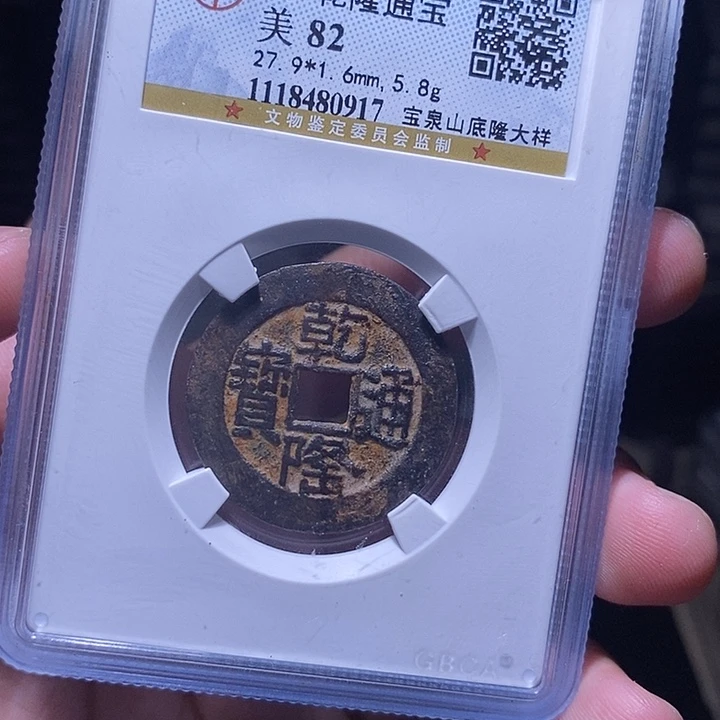 乾隆通宝
美 82
27.9*1.6mm, 5.8g
1118480917 宝泉山底隆大样
文物鉴定委员会监制
乾隆通寶
GBCA